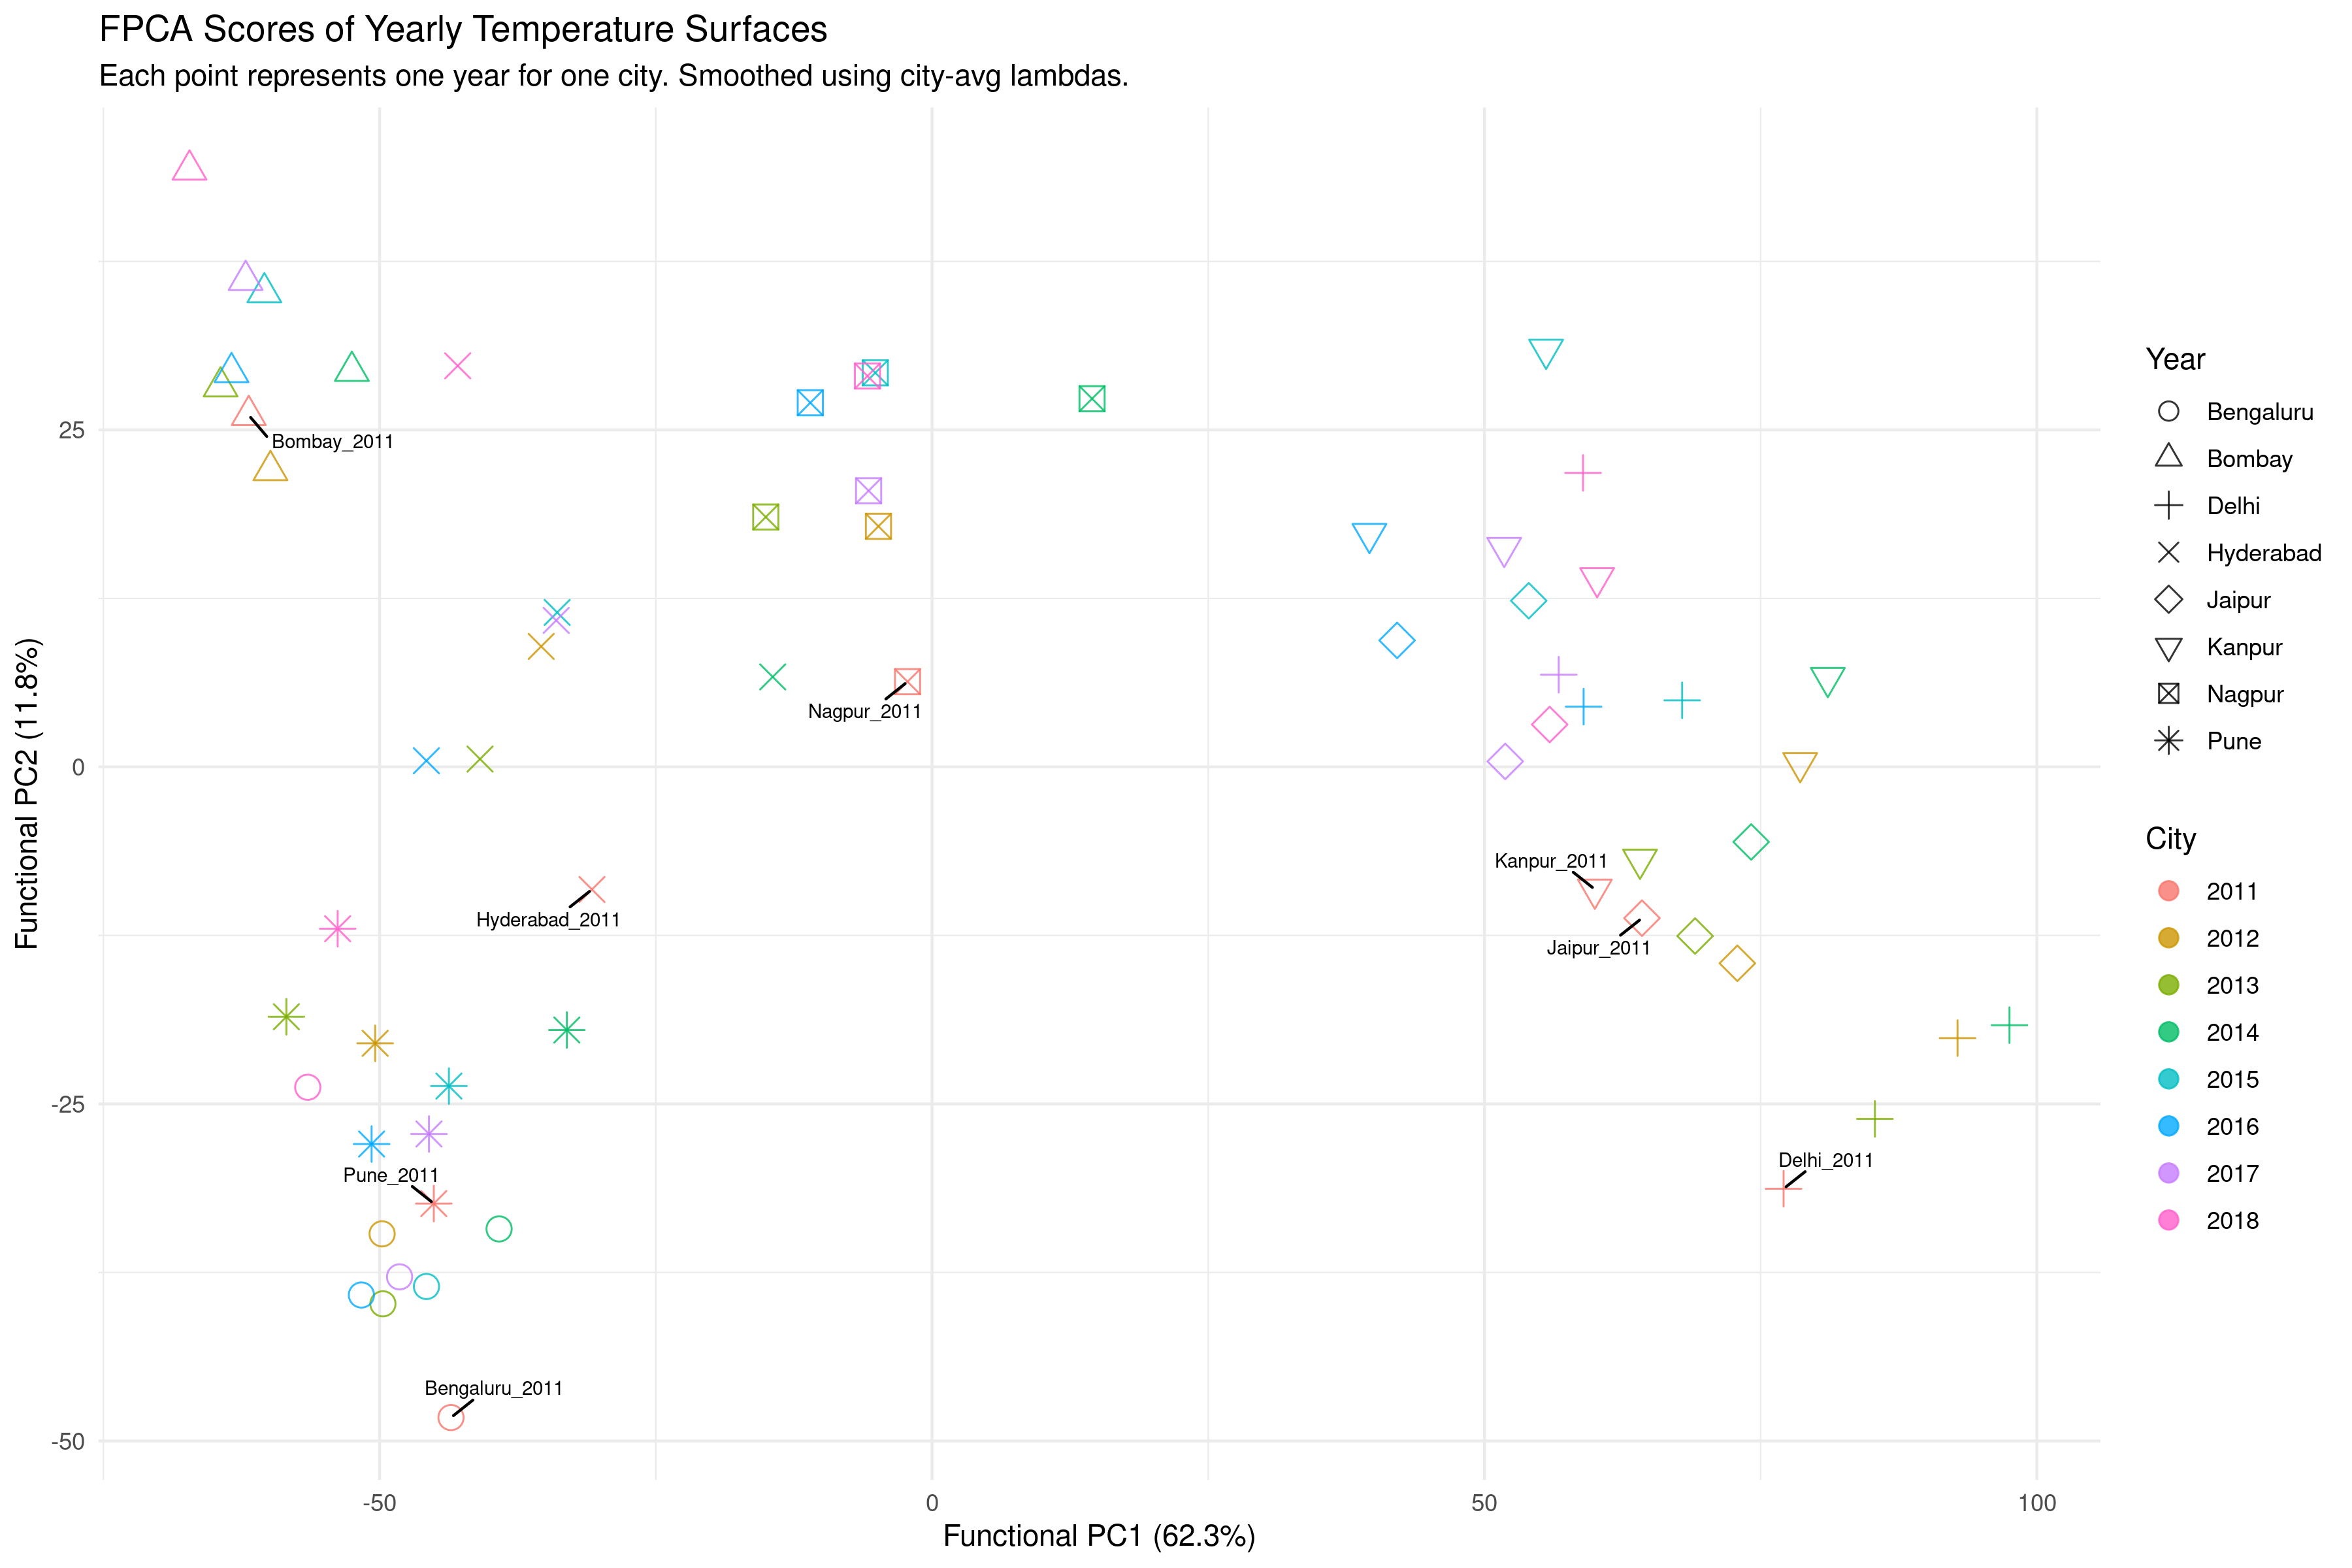 FPCA Scores of Yearly Temperature Surfaces
Each point represents one year for one city. Smoothed using city-avg lambdas.
Functional PC2 (11.8%)
25
0
-25
-50
Bombay_2011
Nagpur_2011
Hyderabad_2011
Kanpur_2011
Jaipur_2011
Delhi_2011
Pune_2011
Bengaluru_2011
-50
0
50
100
Functional PC1 (62.3%)
Year
Bengaluru
Bombay
Delhi
Hyderabad
Jaipur
Kanpur
Nagpur
Pune
City
2011
2012
2013
2014
2015
2016
2017
2018